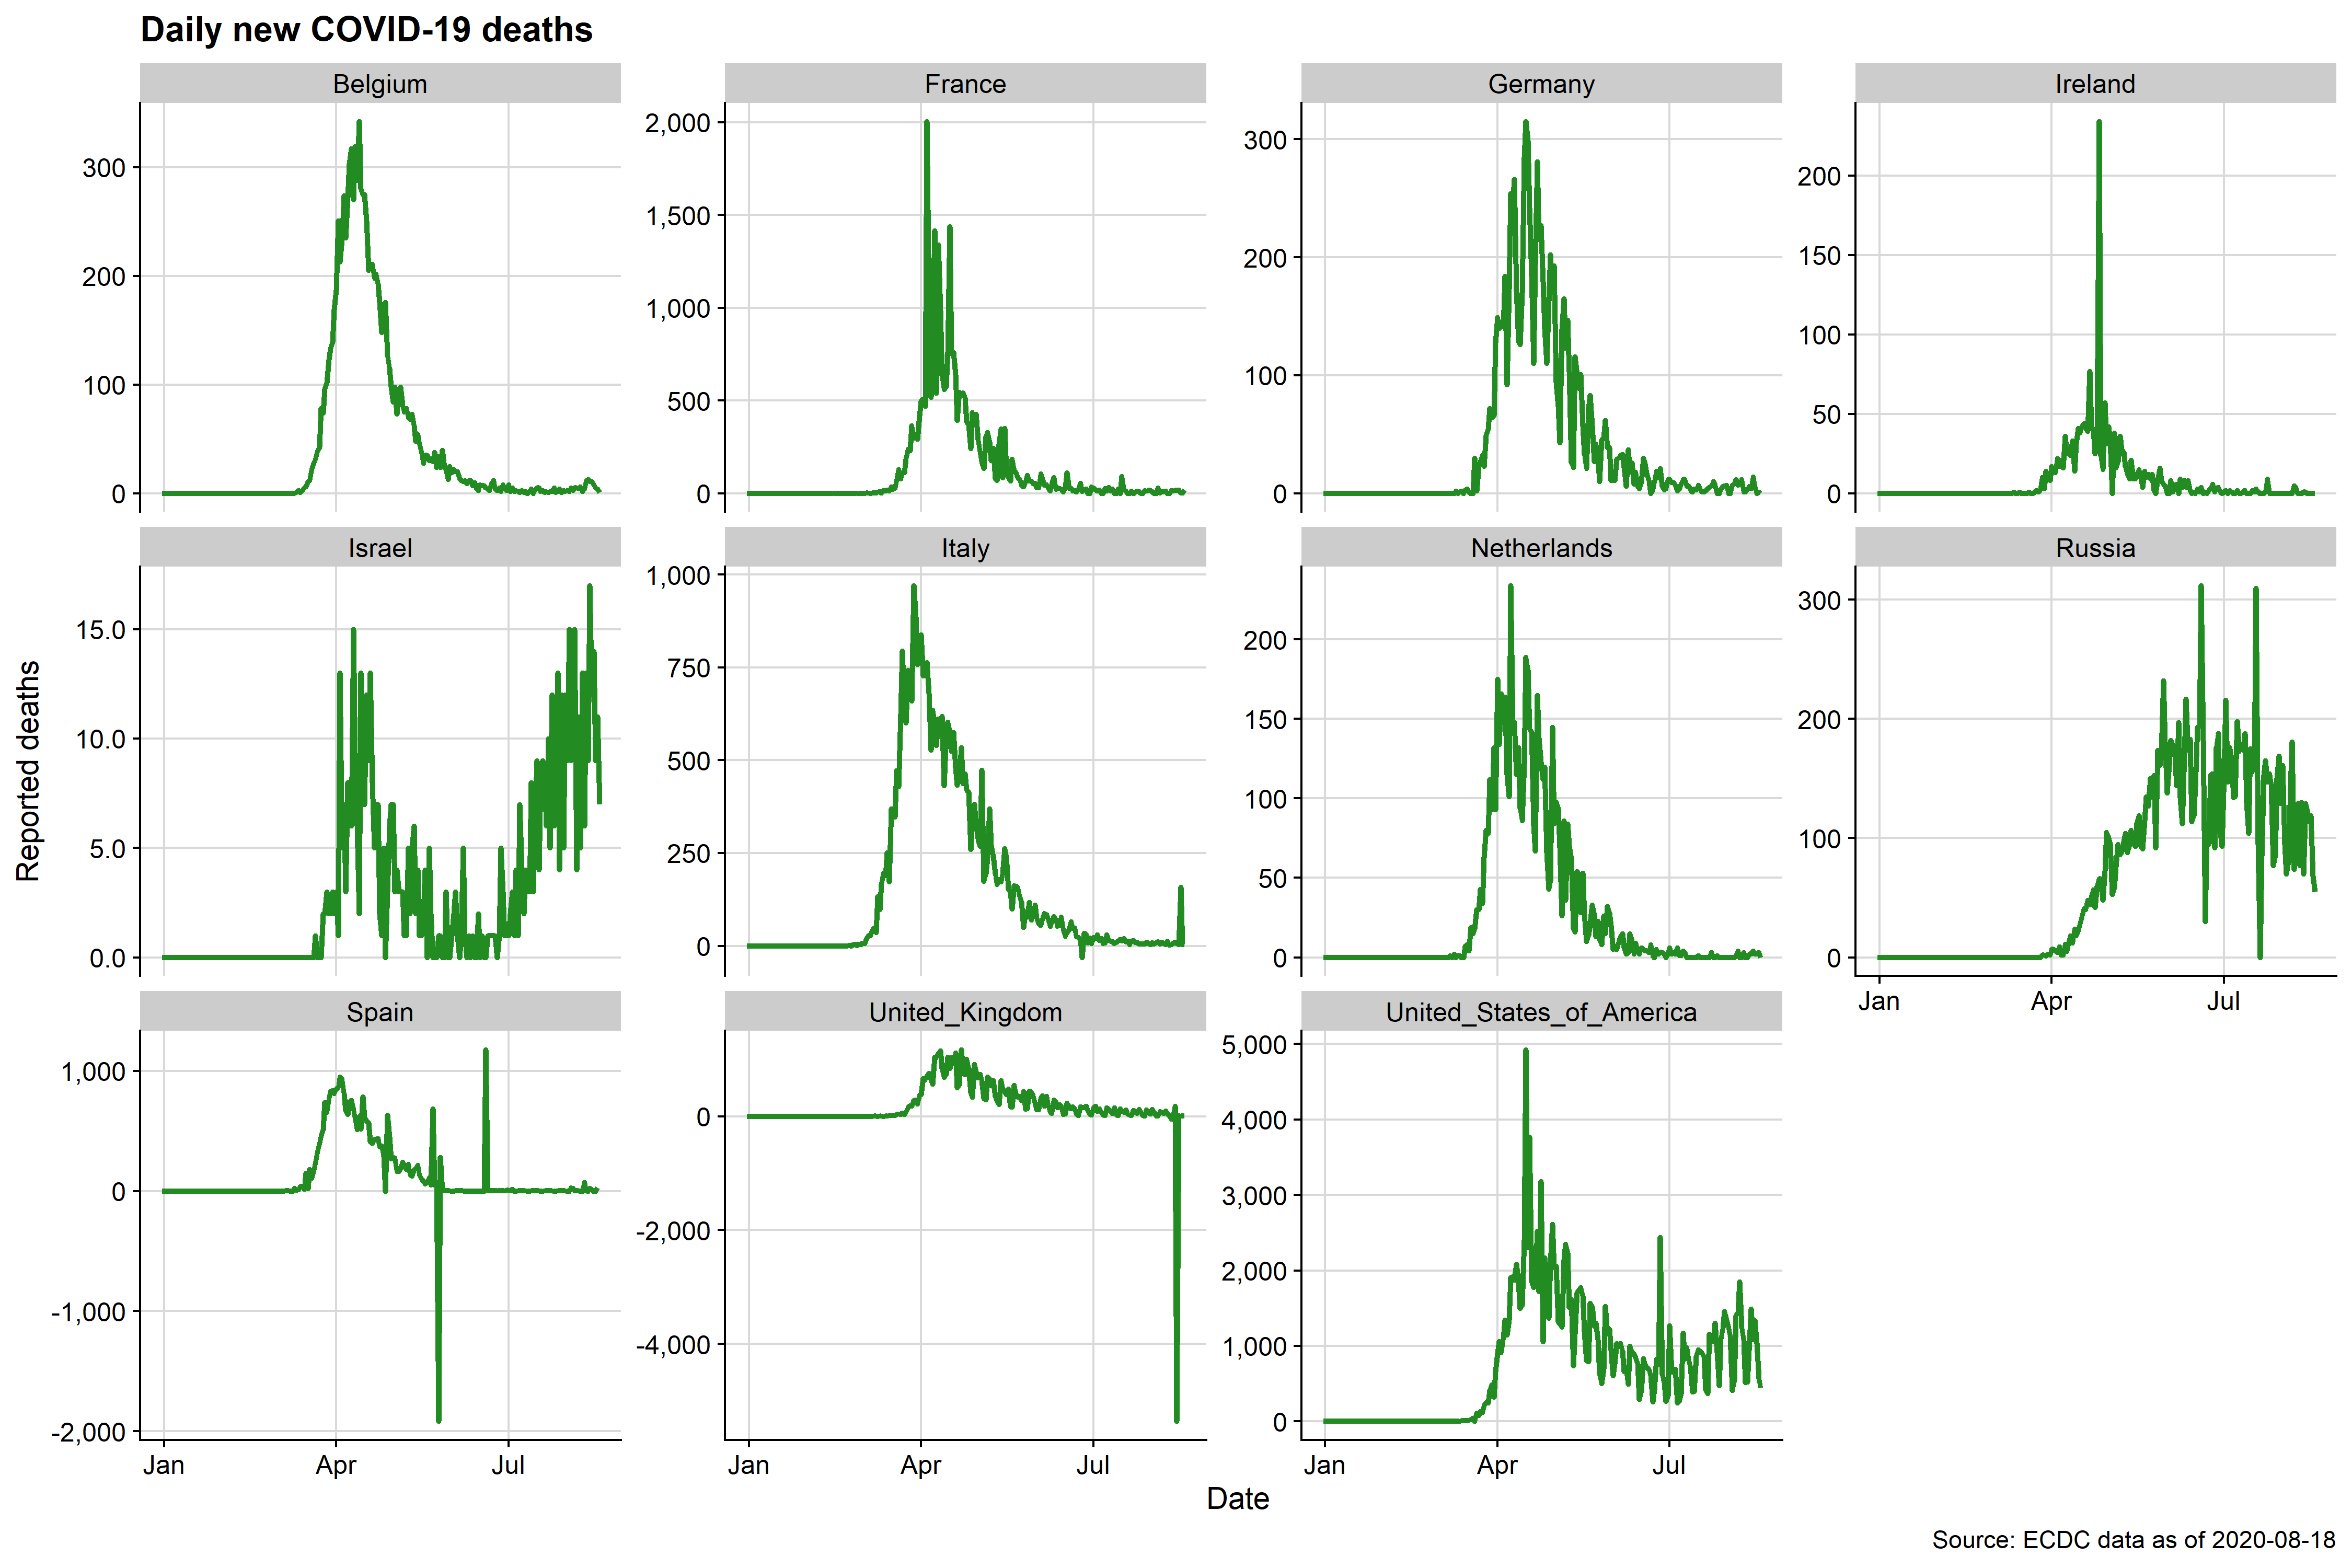 Daily new COVID-19 deaths
Belgium
France
Germany
Ireland
300
200
100
0
2,000
1,500
1,000
500
0
300
200
100
0
200
150
100
50
0
Israel
Italy
Netherlands
Russia
15.0
10.0
5.0
0.0
1,000
750
500
250
0
200
150
100
50
0
300
200
100
0
Jan Apr Jul
Reported deaths
Spain
United_Kingdom
United_States_of_America
1,000
0
-1,000
-2,000
0
-2,000
-4,000
5,000
4,000
3,000
2,000
1,000
0
Jan Apr Jul
Jan Apr Jul
Jan Apr Jul
Date
Source: ECDC data as of 2020-08-18